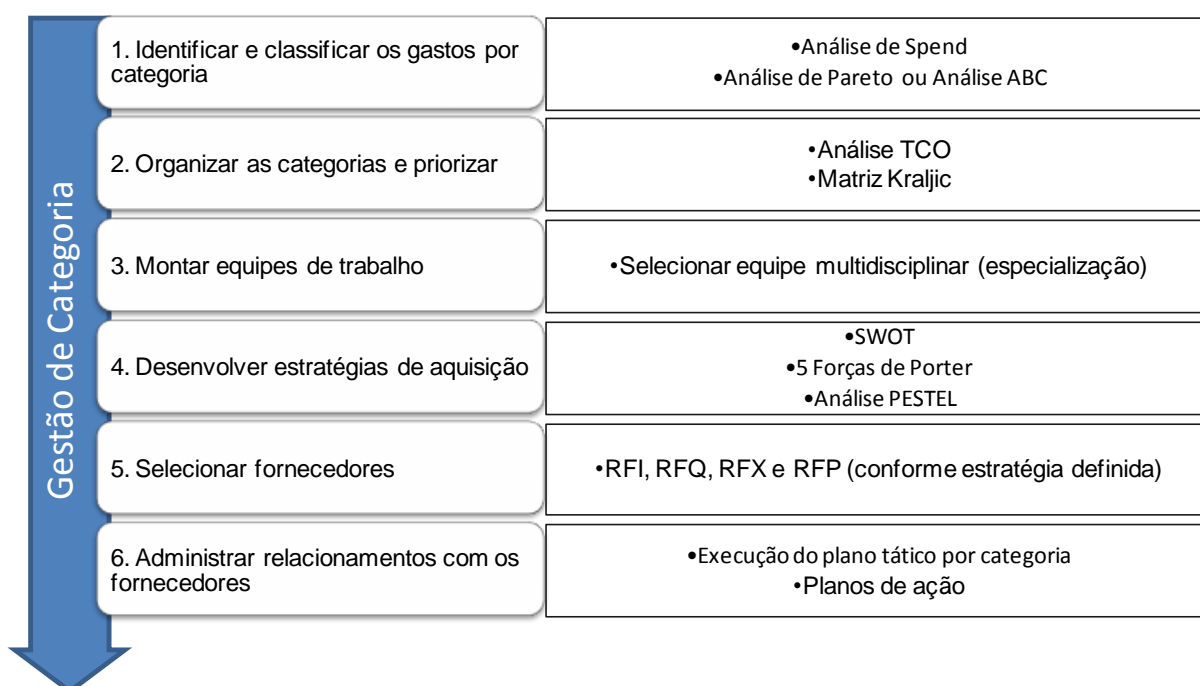 Gestão de Categoria
1. Identificar e classificar os gastos por
categoria
•Análise de Spend
•Análise de Pareto ou Análise ABC
2. Organizar as categorias e priorizar
•Análise TCO
•Matriz Kraljic
3. Montar equipes de trabalho
•Selecionar equipe multidisciplinar (especialização)
4. Desenvolver estratégias de aquisição
•SWOT
•5 Forças de Porter
•Análise PESTEL
5. Selecionar fornecedores
•RFI, RFQ, RFX e RFP (conforme estratégia definida)
6. Administrar relacionamentos com os
fornecedores
•Execução do plano tático por categoria
•Planos de ação